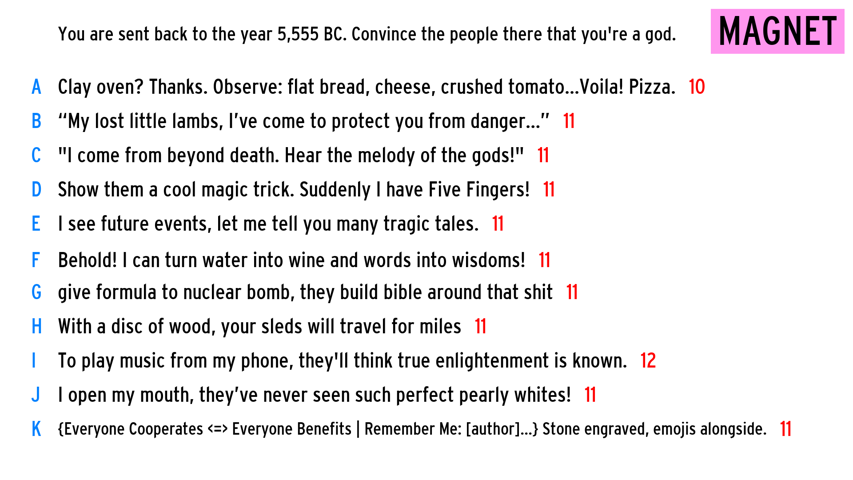 You are sent back to the year 5,555 BC. Convince the people there that you're a god. MAGNET
A Clay oven? Thanks. Observe: flat bread, cheese, crushed tomato...Voila! Pizza. 10
B “My lost little lambs, I’ve come to protect you from danger...” 11
C "I come from beyond death. Hear the melody of the gods!" 11
D Show them a cool magic trick. Suddenly I have Five Fingers! 11
E I see future events, let me tell you many tragic tales. 11
F Behold! I can turn water into wine and words into wisdoms! 11
G give formula to nuclear bomb, they build bible around that shit 11
H With a disc of wood, your sleds will travel for miles 11
I To play music from my phone, they'll think true enlightenment is known. 12
J I open my mouth, they’ve never seen such perfect pearly whites! 11
K {Everyone Cooperates <=> Everyone Benefits | Remember Me: [author]...} Stone engraved, emojis alongside. 11